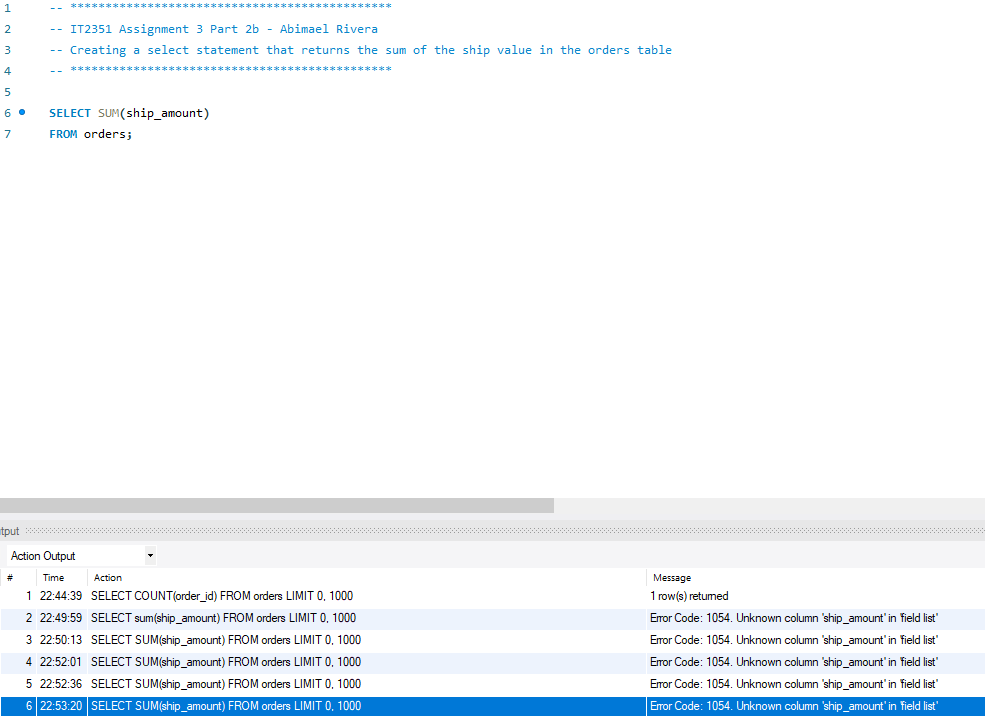 1 -- **********************************************
2 -- IT2351 Assignment 3 Part 2b - Abimael Rivera
3 -- Creating a select statement that returns the sum of the ship value in the orders table
4 -- **********************************************
5
6 SELECT SUM(ship_amount)
7 FROM orders;
tput
Action Output
# Time Action Message
1 22:44:39 SELECT COUNT(order_id) FROM orders LIMIT 0, 1000 1 row(s) returned
2 22:49:59 SELECT sum(ship_amount) FROM orders LIMIT 0, 1000 Error Code: 1054. Unknown column 'ship_amount' in 'field list'
3 22:50:13 SELECT SUM(ship_amount) FROM orders LIMIT 0, 1000 Error Code: 1054. Unknown column 'ship_amount' in 'field list'
4 22:52:01 SELECT SUM(ship_amount) FROM orders LIMIT 0, 1000 Error Code: 1054. Unknown column 'ship_amount' in 'field list'
5 22:52:36 SELECT SUM(ship_amount) FROM orders LIMIT 0, 1000 Error Code: 1054. Unknown column 'ship_amount' in 'field list'
6 22:53:20 SELECT SUM(ship_amount) FROM orders LIMIT 0, 1000 Error Code: 1054. Unknown column 'ship_amount' in 'field list'